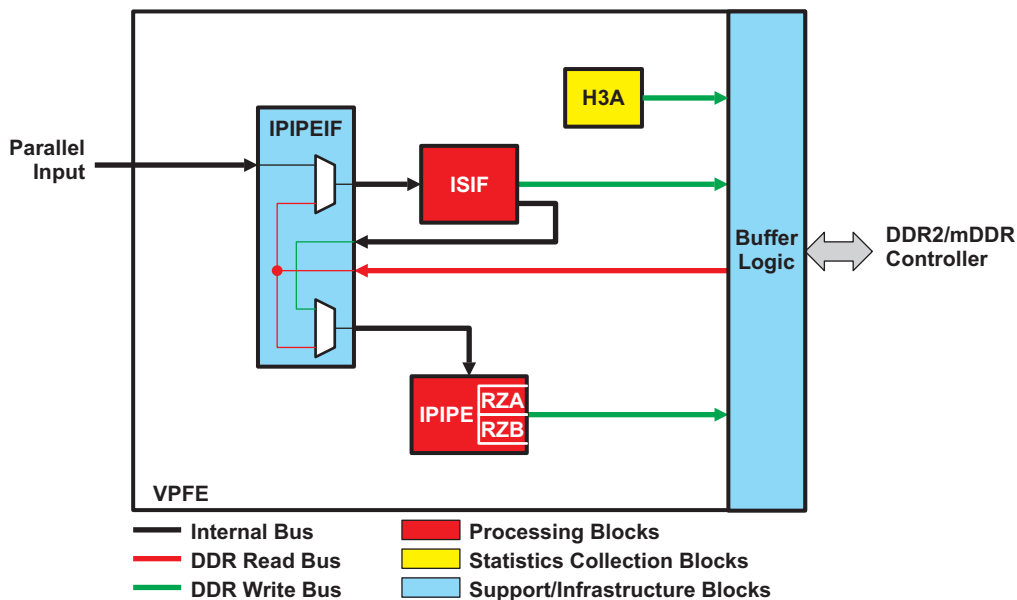 H3A
IPIPEIF
Parallel
Input
ISIF
Buffer
Logic
DDR2/mDDR
Controller
IPIPE
RZA
RZB
VPFE
Internal Bus
DDR Read Bus
DDR Write Bus
Processing Blocks
Statistics Collection Blocks
Support/Infrastructure Blocks